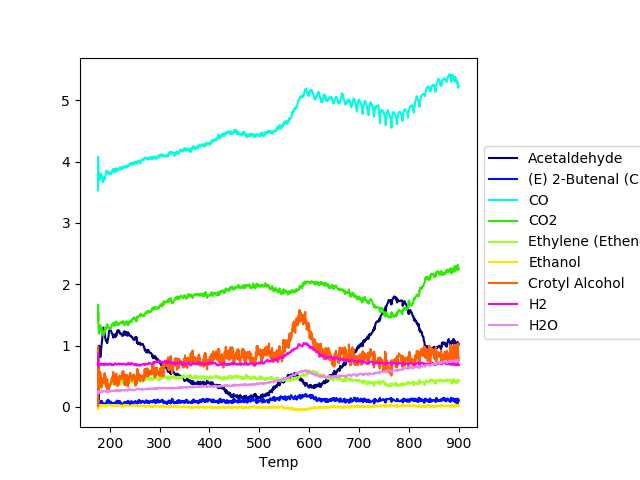 5
4
3
2
1
0
200 300 400 500 600 700 800 900
Temp
Acetaldehyde
(E) 2-Butenal (C
CO
CO2
Ethylene (Ethen
Ethanol
Crotyl Alcohol
H2
H2O